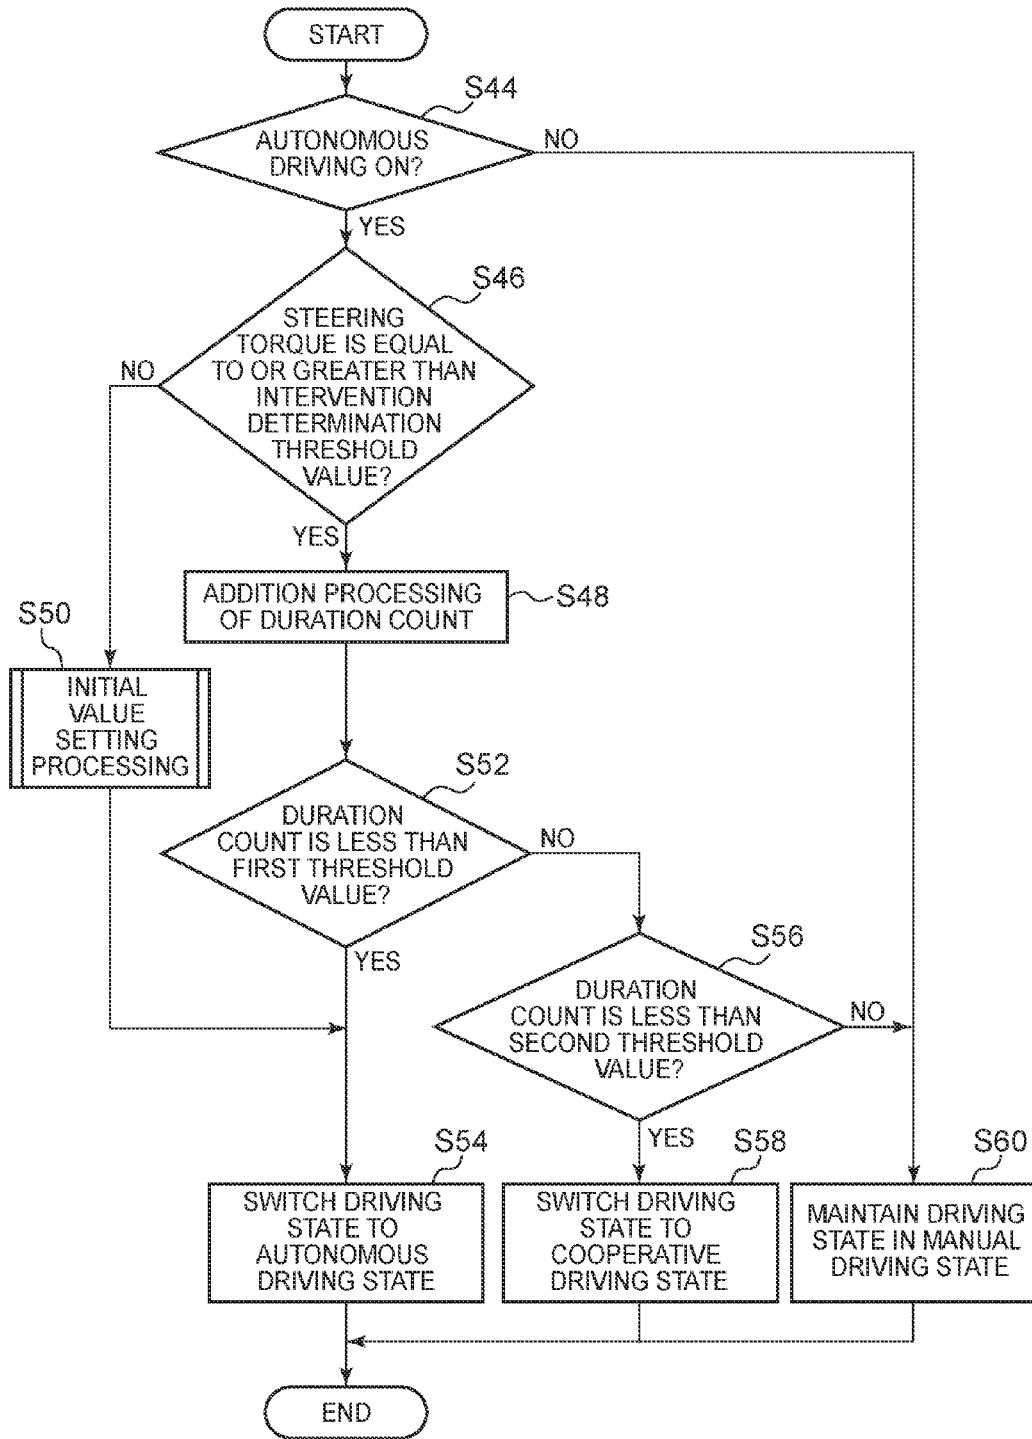 START
S44
AUTONOMOUS
DRIVING ON?
NO
YES
S46
STEERING
TORQUE IS EQUAL
TO OR GREATER THAN
INTERVENTION
DETERMINATION
THRESHOLD
VALUE?
NO
YES
ADDITION PROCESSING
OF DURATION COUNT
S48
S50
INITIAL
VALUE
SETTING
PROCESSING
S52
DURATION
COUNT IS LESS THAN
FIRST THRESHOLD
VALUE?
NO
YES
S56
DURATION
COUNT IS LESS THAN
SECOND THRESHOLD
VALUE?
NO
YES
S54
SWITCH DRIVING
STATE TO
AUTONOMOUS
DRIVING STATE
S58
SWITCH DRIVING
STATE TO
COOPERATIVE
DRIVING STATE
S60
MAINTAIN DRIVING
STATE IN MANUAL
DRIVING STATE
END